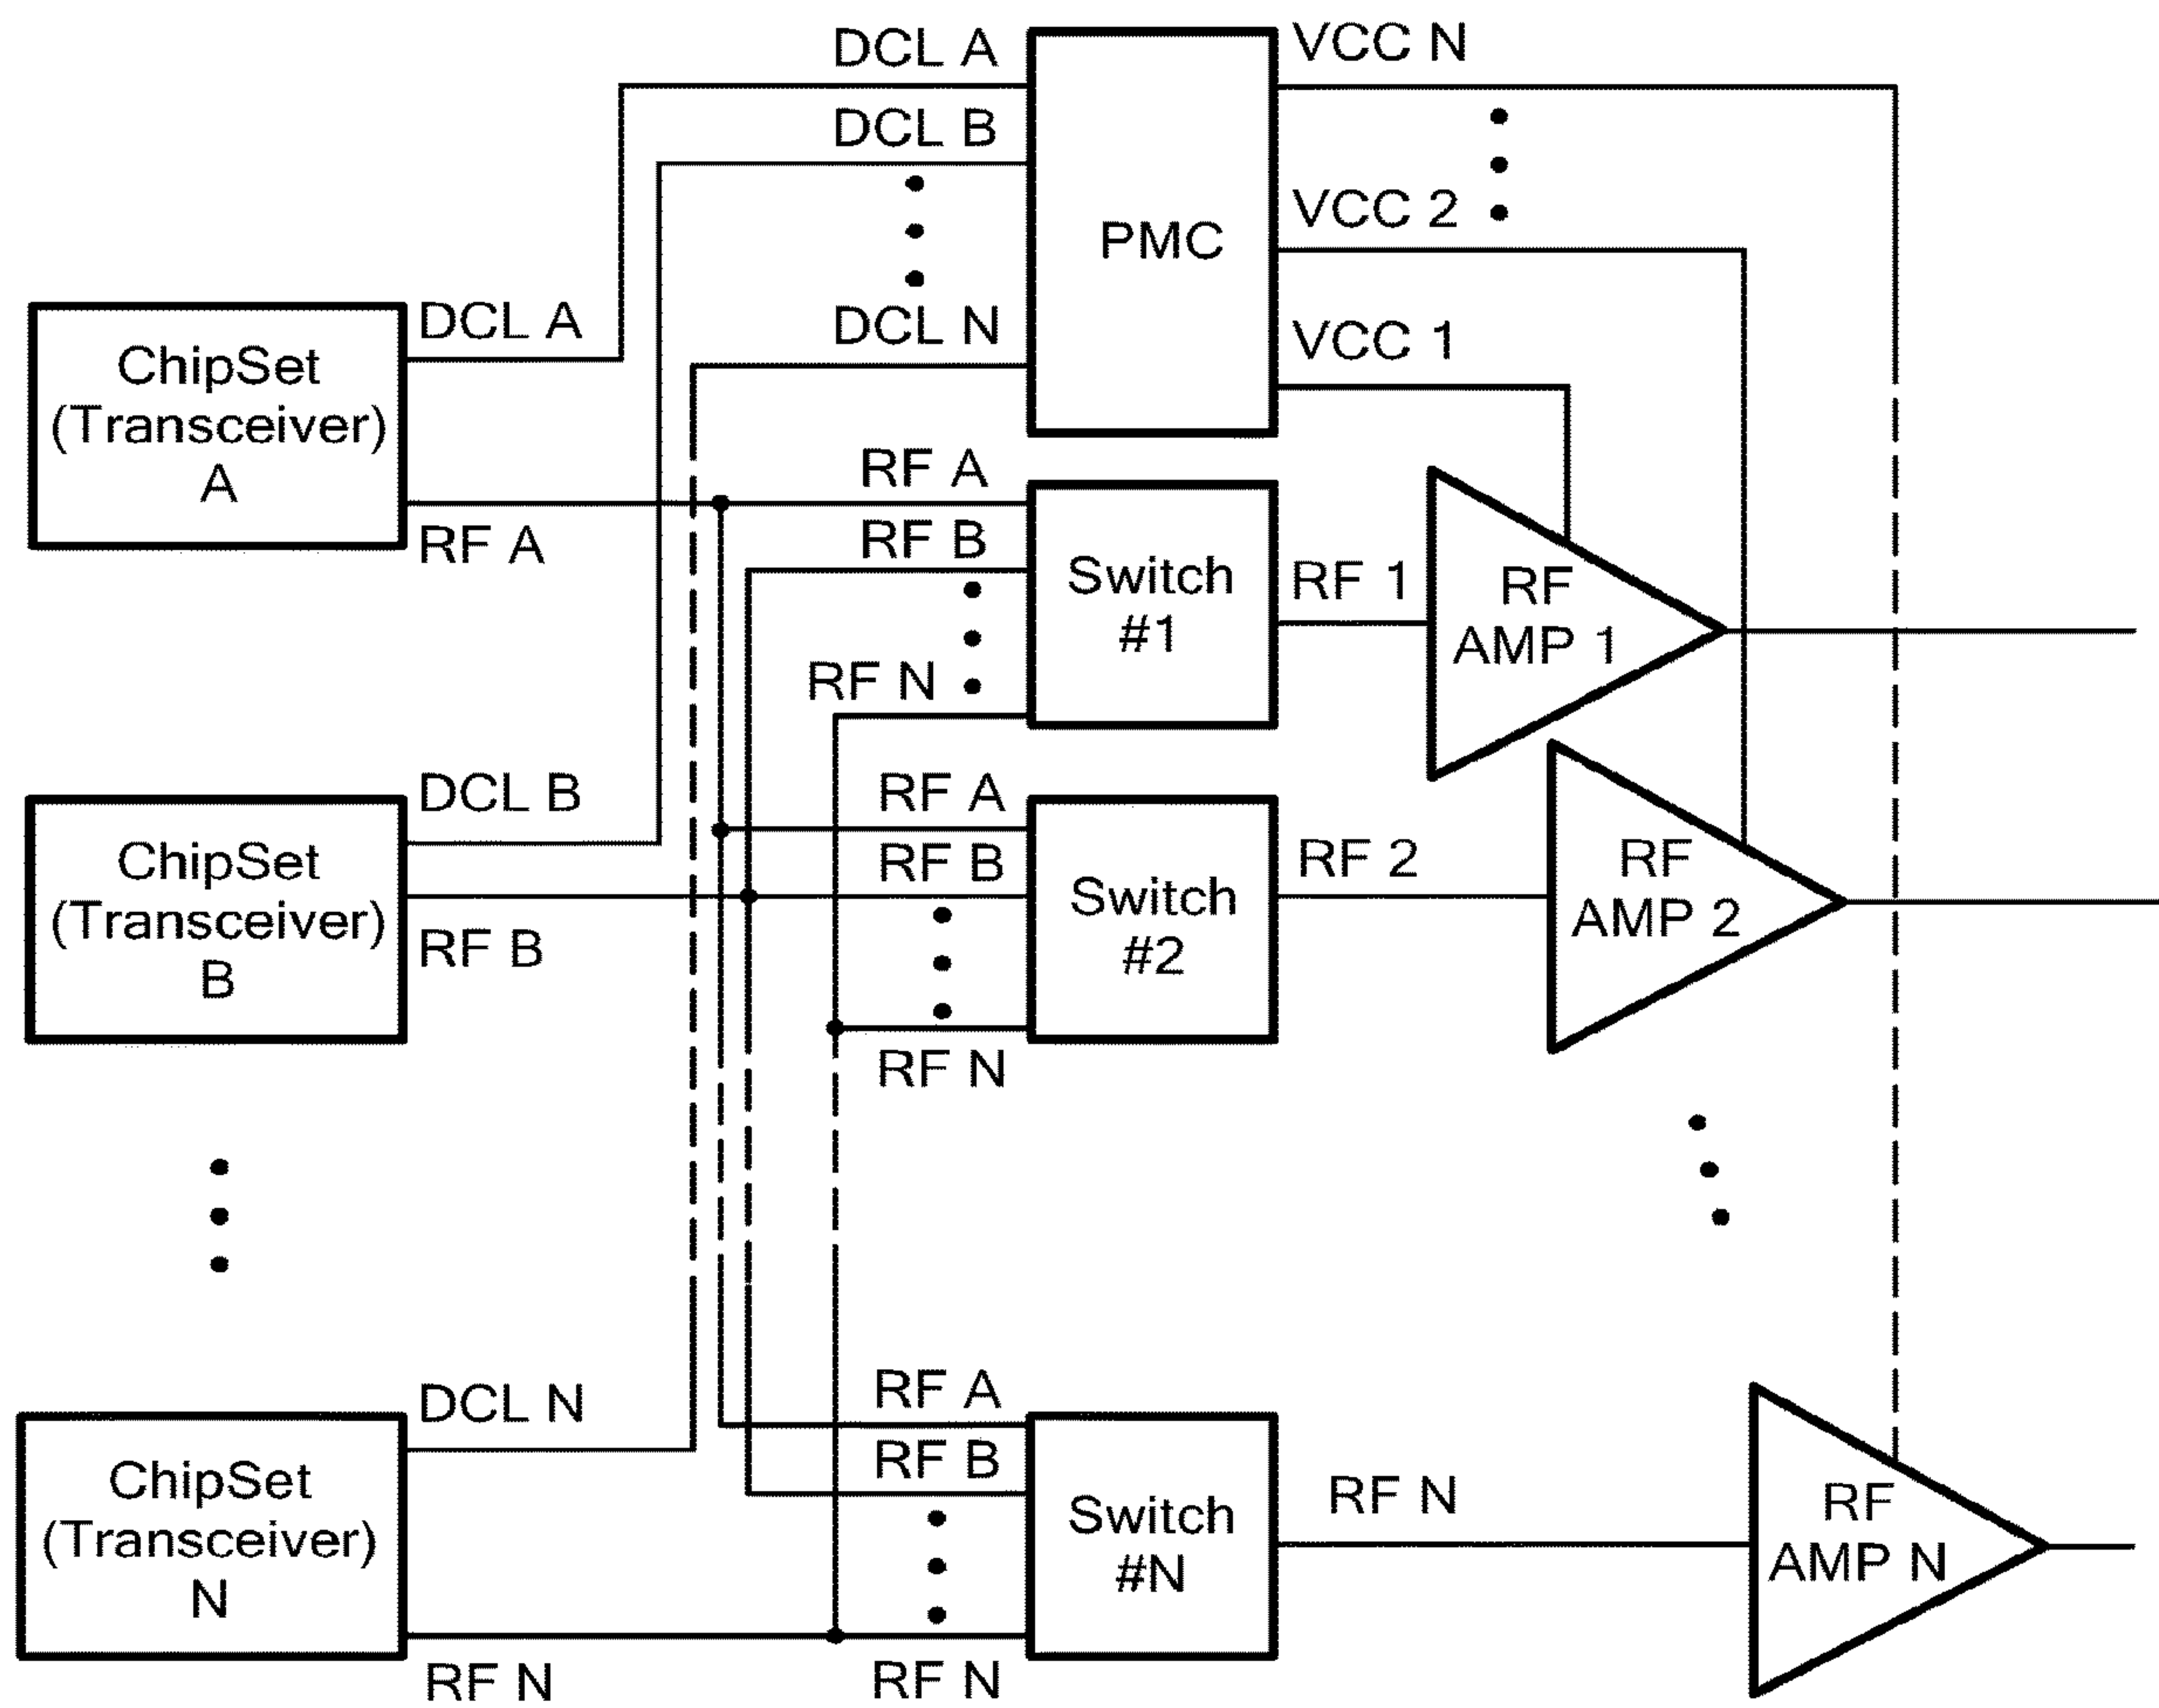 DCL A
VCC N
DCL B
VCC 2
PMC
DCL N
VCC 1
DCL A
ChipSet
(Transceiver)
A
RF A
RF A
RF B
Switch
#1
RF N
RF 1
RF
AMP 1
DCL B
ChipSet
(Transceiver)
B
RF B
RF A
RF B
Switch
#2
RF N
RF 2
RF
AMP 2
DCL N
ChipSet
(Transceiver)
N
RF N
RF A
RF B
Switch
#N
RF N
RF N
RF
AMP N